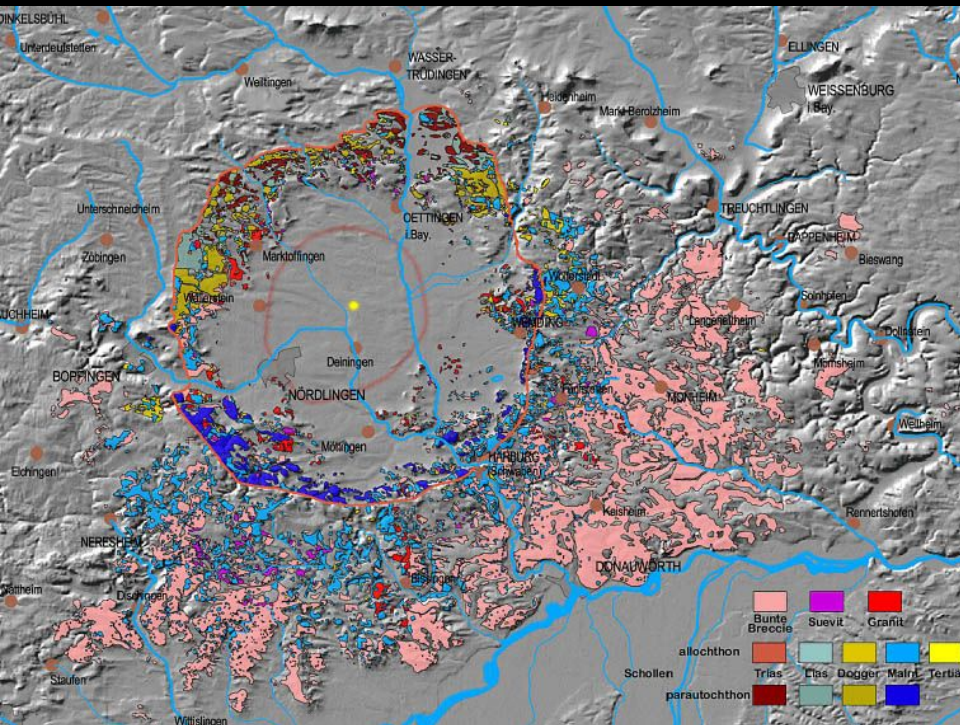 DINKELSBÜHL
Unterdeufstetten
WASSER-
TRÜDINGEN
ELLINGEN
Weiltingen
WEISSENBURG
i Bay.
Heidenheim
Markt-Berolzheim
Unterschneidheim
OETTINGEN
i.Bay.
TREUCHTLINGEN
PAPPENHEIM
Bieswang
Zöbingen
Marktoffingen
Wallerstein
Wolferstadt
Solnhofen
WEMDING
Langenaltheim
Dollnstein
Mörnsheim
Deiningen
BOPFINGEN
NÖRDLINGEN
Fünfstetten
MONHEIM
Wellheim
Möttingen
HARBURG
(Schwaben)
Elchingen
Kaisheim
Rennertshofen
NERESHEIM
DONAUWÖRTH
Bissingen
Dischingen
Bunte
Breccie
Suevit
Granit
allochthon
Trias
Lias
Dogger
Malm
Schollen
parautochthon
Staufen
Wittislingen